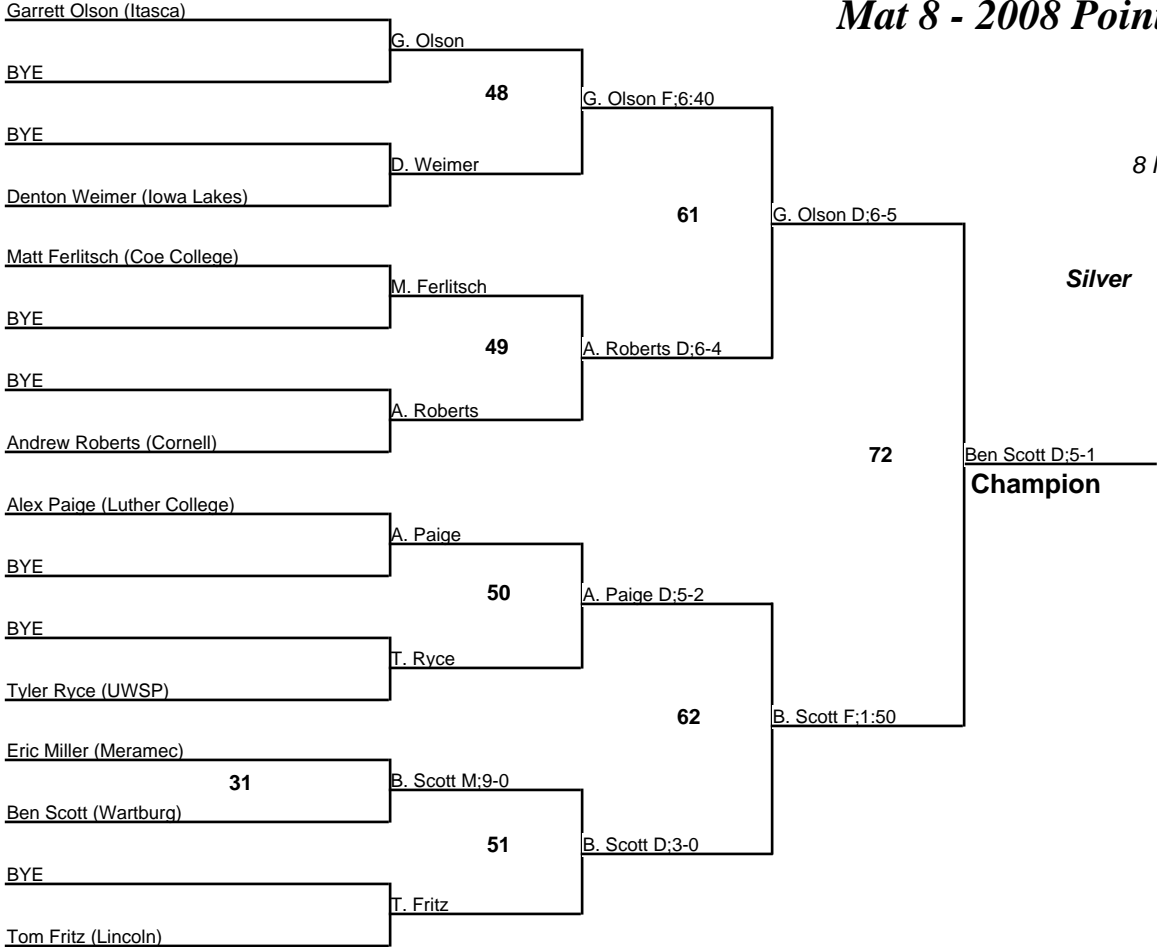 Garrett Olson (Itasca)
Mat 8 - 2008 Point
G. Olson
BYE
48
G. Olson F;6:40
BYE
D. Weimer
8
Denton Weimer (Iowa Lakes)
61
G. Olson D;6-5
Matt Ferlitsch (Coe College)
Silver
M. Ferlitsch
BYE
49
A. Roberts D;6-4
BYE
A. Roberts
Andrew Roberts (Cornell)
72
Ben Scott D;5-1
Champion
Alex Paige (Luther College)
A. Paige
BYE
50
A. Paige D;5-2
BYE
T. Ryce
Tyler Ryce (UWSP)
62
B. Scott F;1:50
Eric Miller (Meramec)
31
B. Scott M;9-0
Ben Scott (Wartburg)
51
B. Scott D;3-0
BYE
T. Fritz
Tom Fritz (Lincoln)